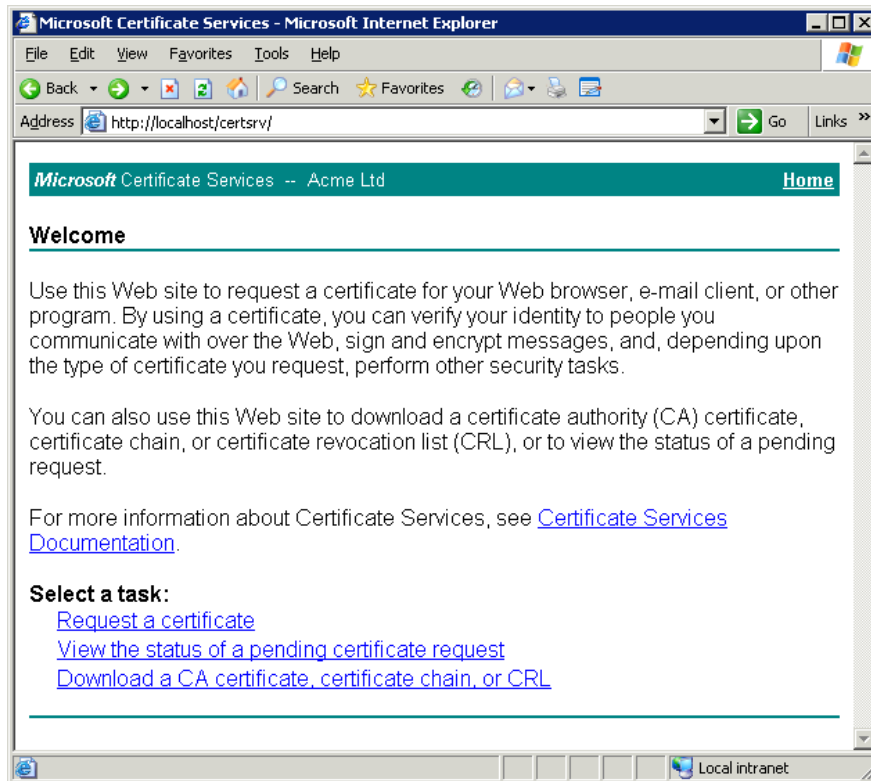 Microsoft Certificate Services - Microsoft Internet Explorer
File Edit View Favorites Tools Help
Back Search Favorites
Address http://localhost/certsrv/ Go Links »
Microsoft Certificate Services -- Acme Ltd Home
Welcome
Use this Web site to request a certificate for your Web browser, e-mail client, or other
program. By using a certificate, you can verify your identity to people you
communicate with over the Web, sign and encrypt messages, and, depending upon
the type of certificate you request, perform other security tasks.
You can also use this Web site to download a certificate authority (CA) certificate,
certificate chain, or certificate revocation list (CRL), or to view the status of a pending
request.
For more information about Certificate Services, see Certificate Services
Documentation.
Select a task:
Request a certificate
View the status of a pending certificate request
Download a CA certificate, certificate chain, or CRL
Local intranet